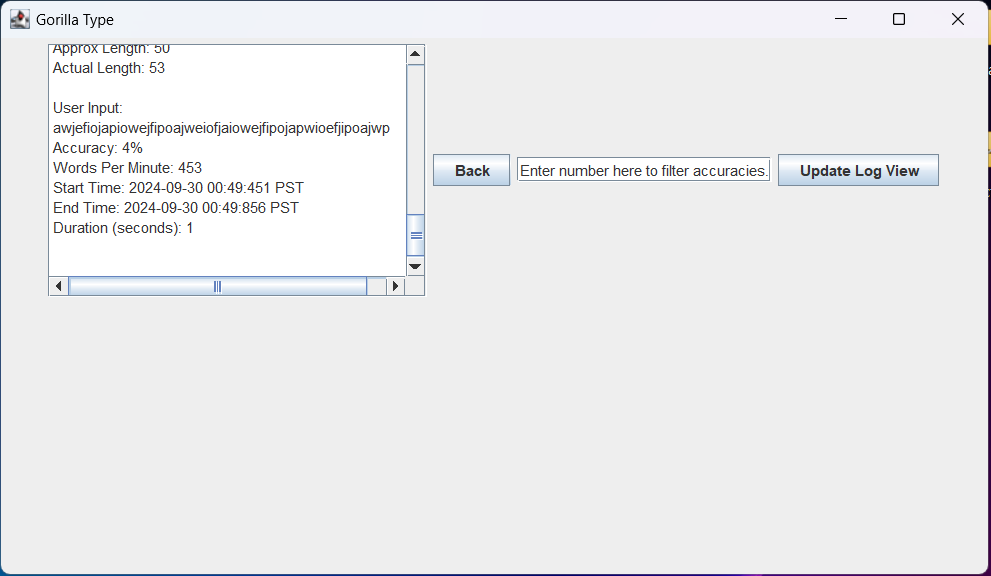 Gorilla Type
Approx Length: 50
Actual Length: 53
User Input:
awjefiojapiowejfipoajweiofjaiowejfipojapwioefjipoajwp
Accuracy: 4%
Words Per Minute: 453
Start Time: 2024-09-30 00:49:451 PST
End Time: 2024-09-30 00:49:856 PST
Duration (seconds): 1
Back
Enter number here to filter accuracies.
Update Log View